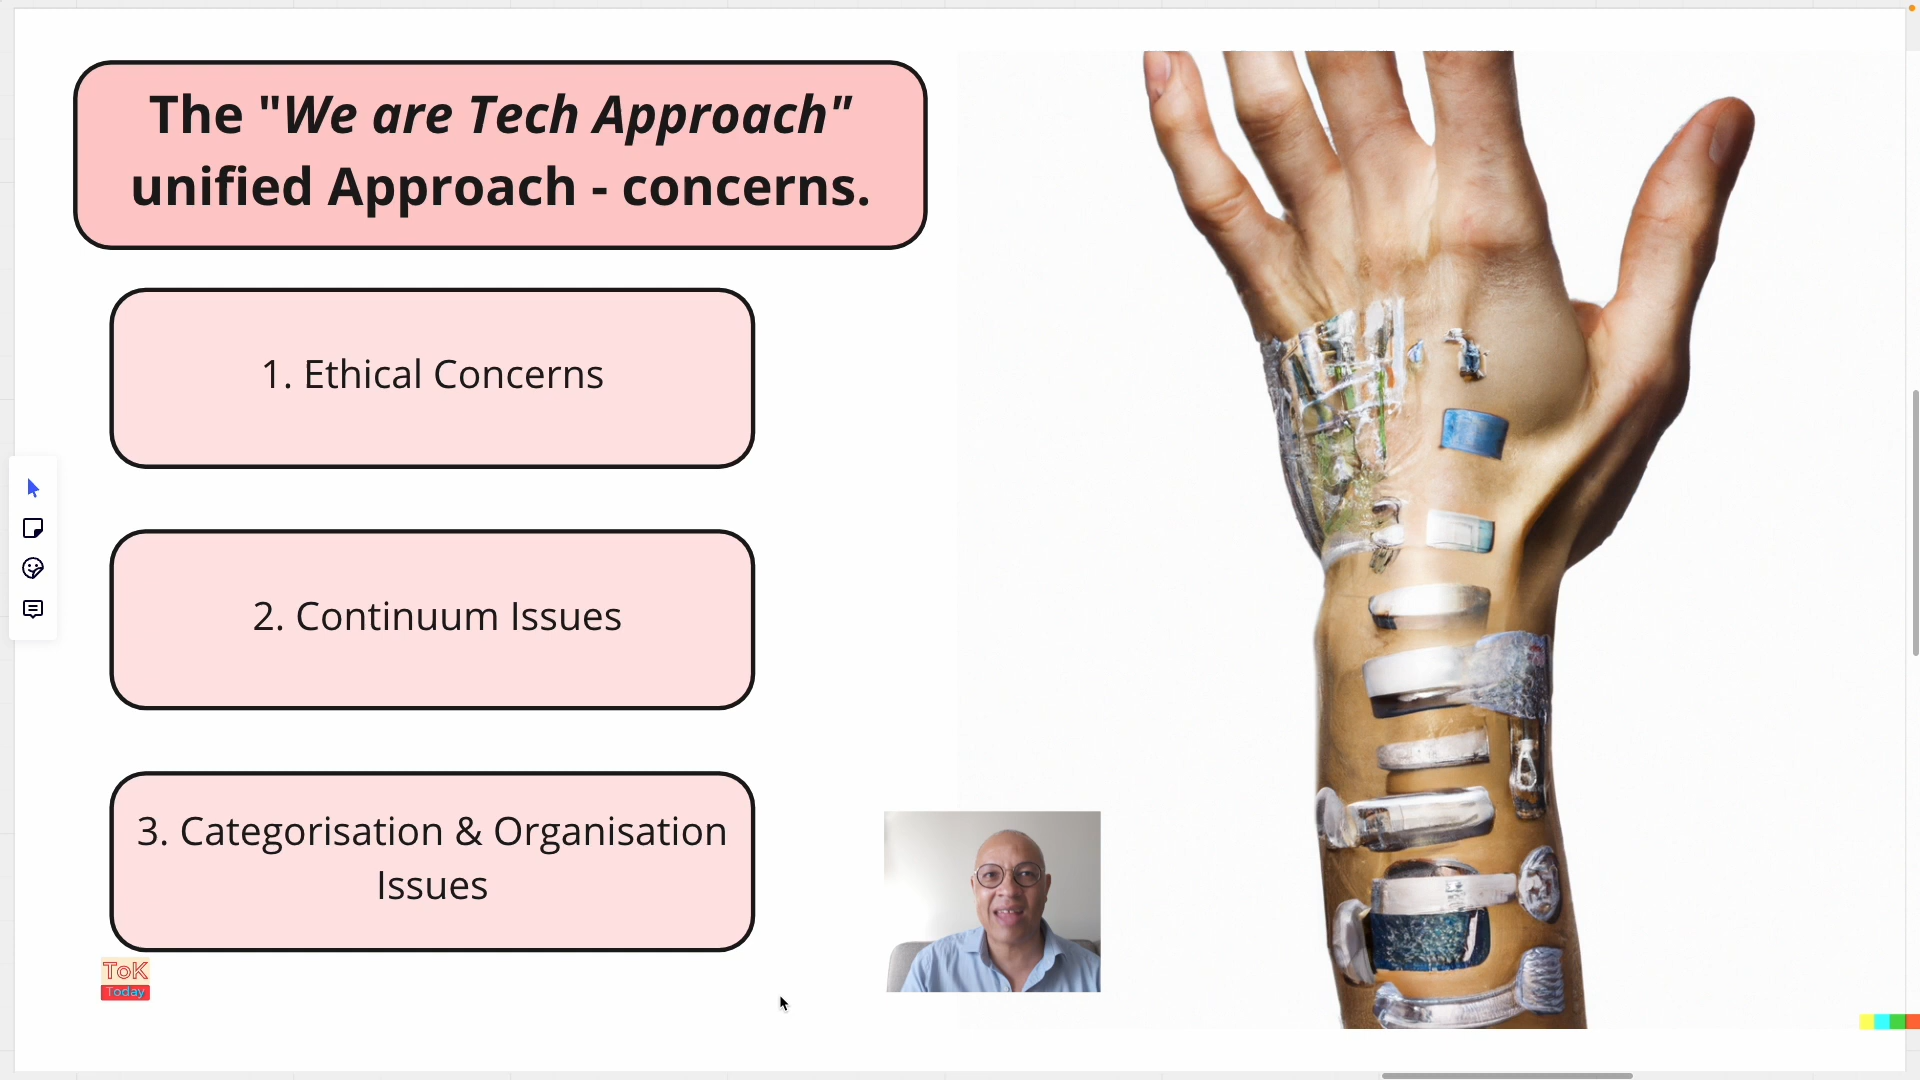 The "We are Tech Approach"
unified Approach - concerns.
1. Ethical Concerns
2. Continuum Issues
3. Categorisation & Organisation
Issues
ToK
Today